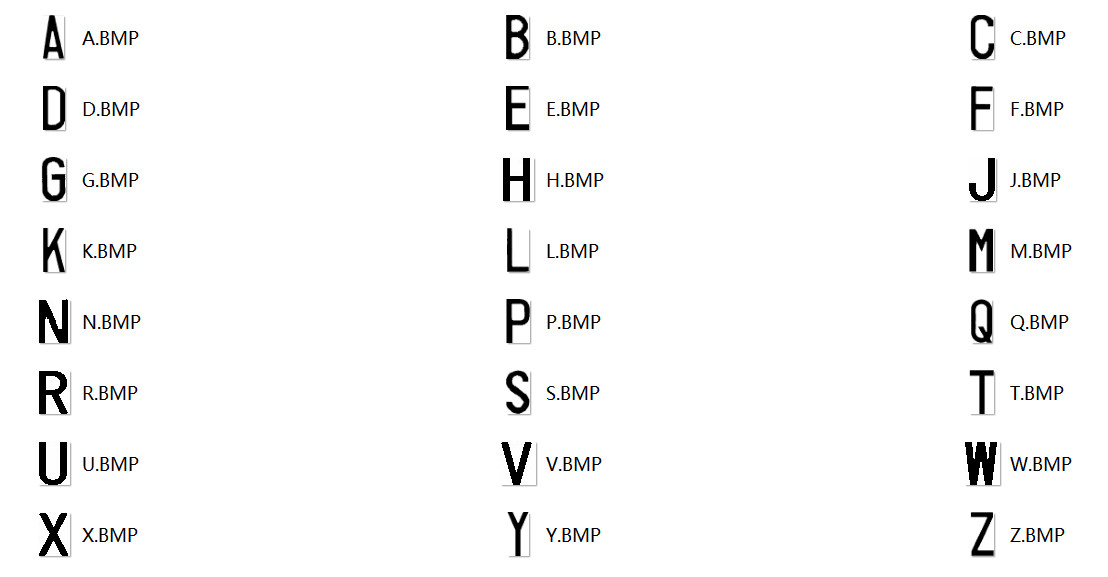 A A.BMP B B.BMP C C.BMP
D D.BMP E E.BMP F F.BMP
G G.BMP H H.BMP J J.BMP
K K.BMP L L.BMP M M.BMP
N N.BMP P P.BMP Q Q.BMP
R R.BMP S S.BMP T T.BMP
U U.BMP V V.BMP W W.BMP
X X.BMP Y Y.BMP Z Z.BMP